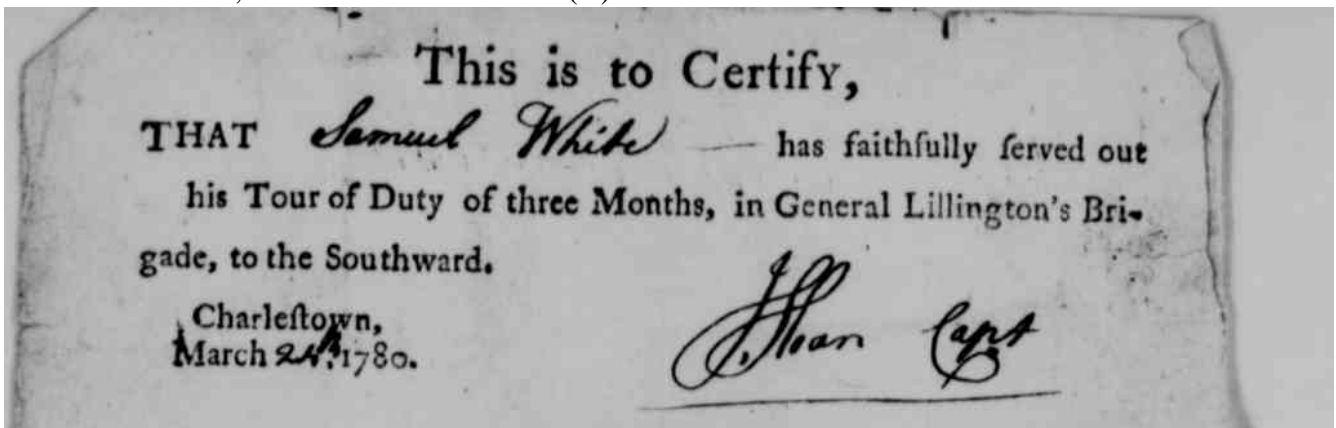 This is to Certify,
THAT Samuel White — has faithfully ſerved out
his Tour of Duty of three Months, in General Lillington's Bri-
gade, to the Southward.
Charleſtown,
March 24th. 1780.
J. Sloan Capt